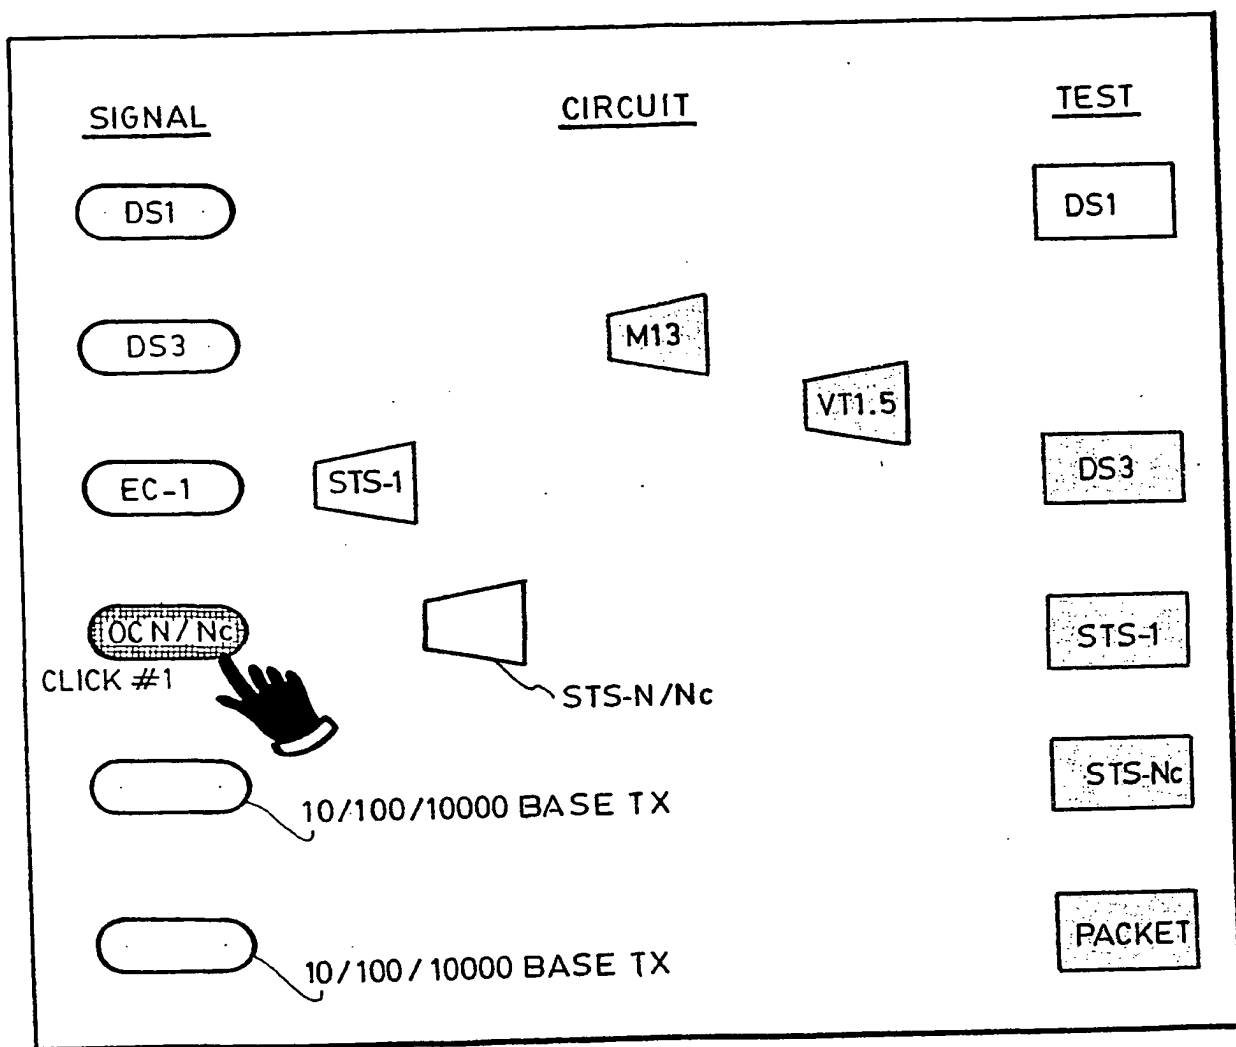 SIGNAL
CIRCUIT
TEST
DS1
DS1
DS3
M13
VT1.5
EC-1
STS-1
DS3
OC N/Nc
CLICK #1
STS-N/Nc
STS-1
10/100/10000 BASE TX
STS-Nc
10/100/10000 BASE TX
PACKET